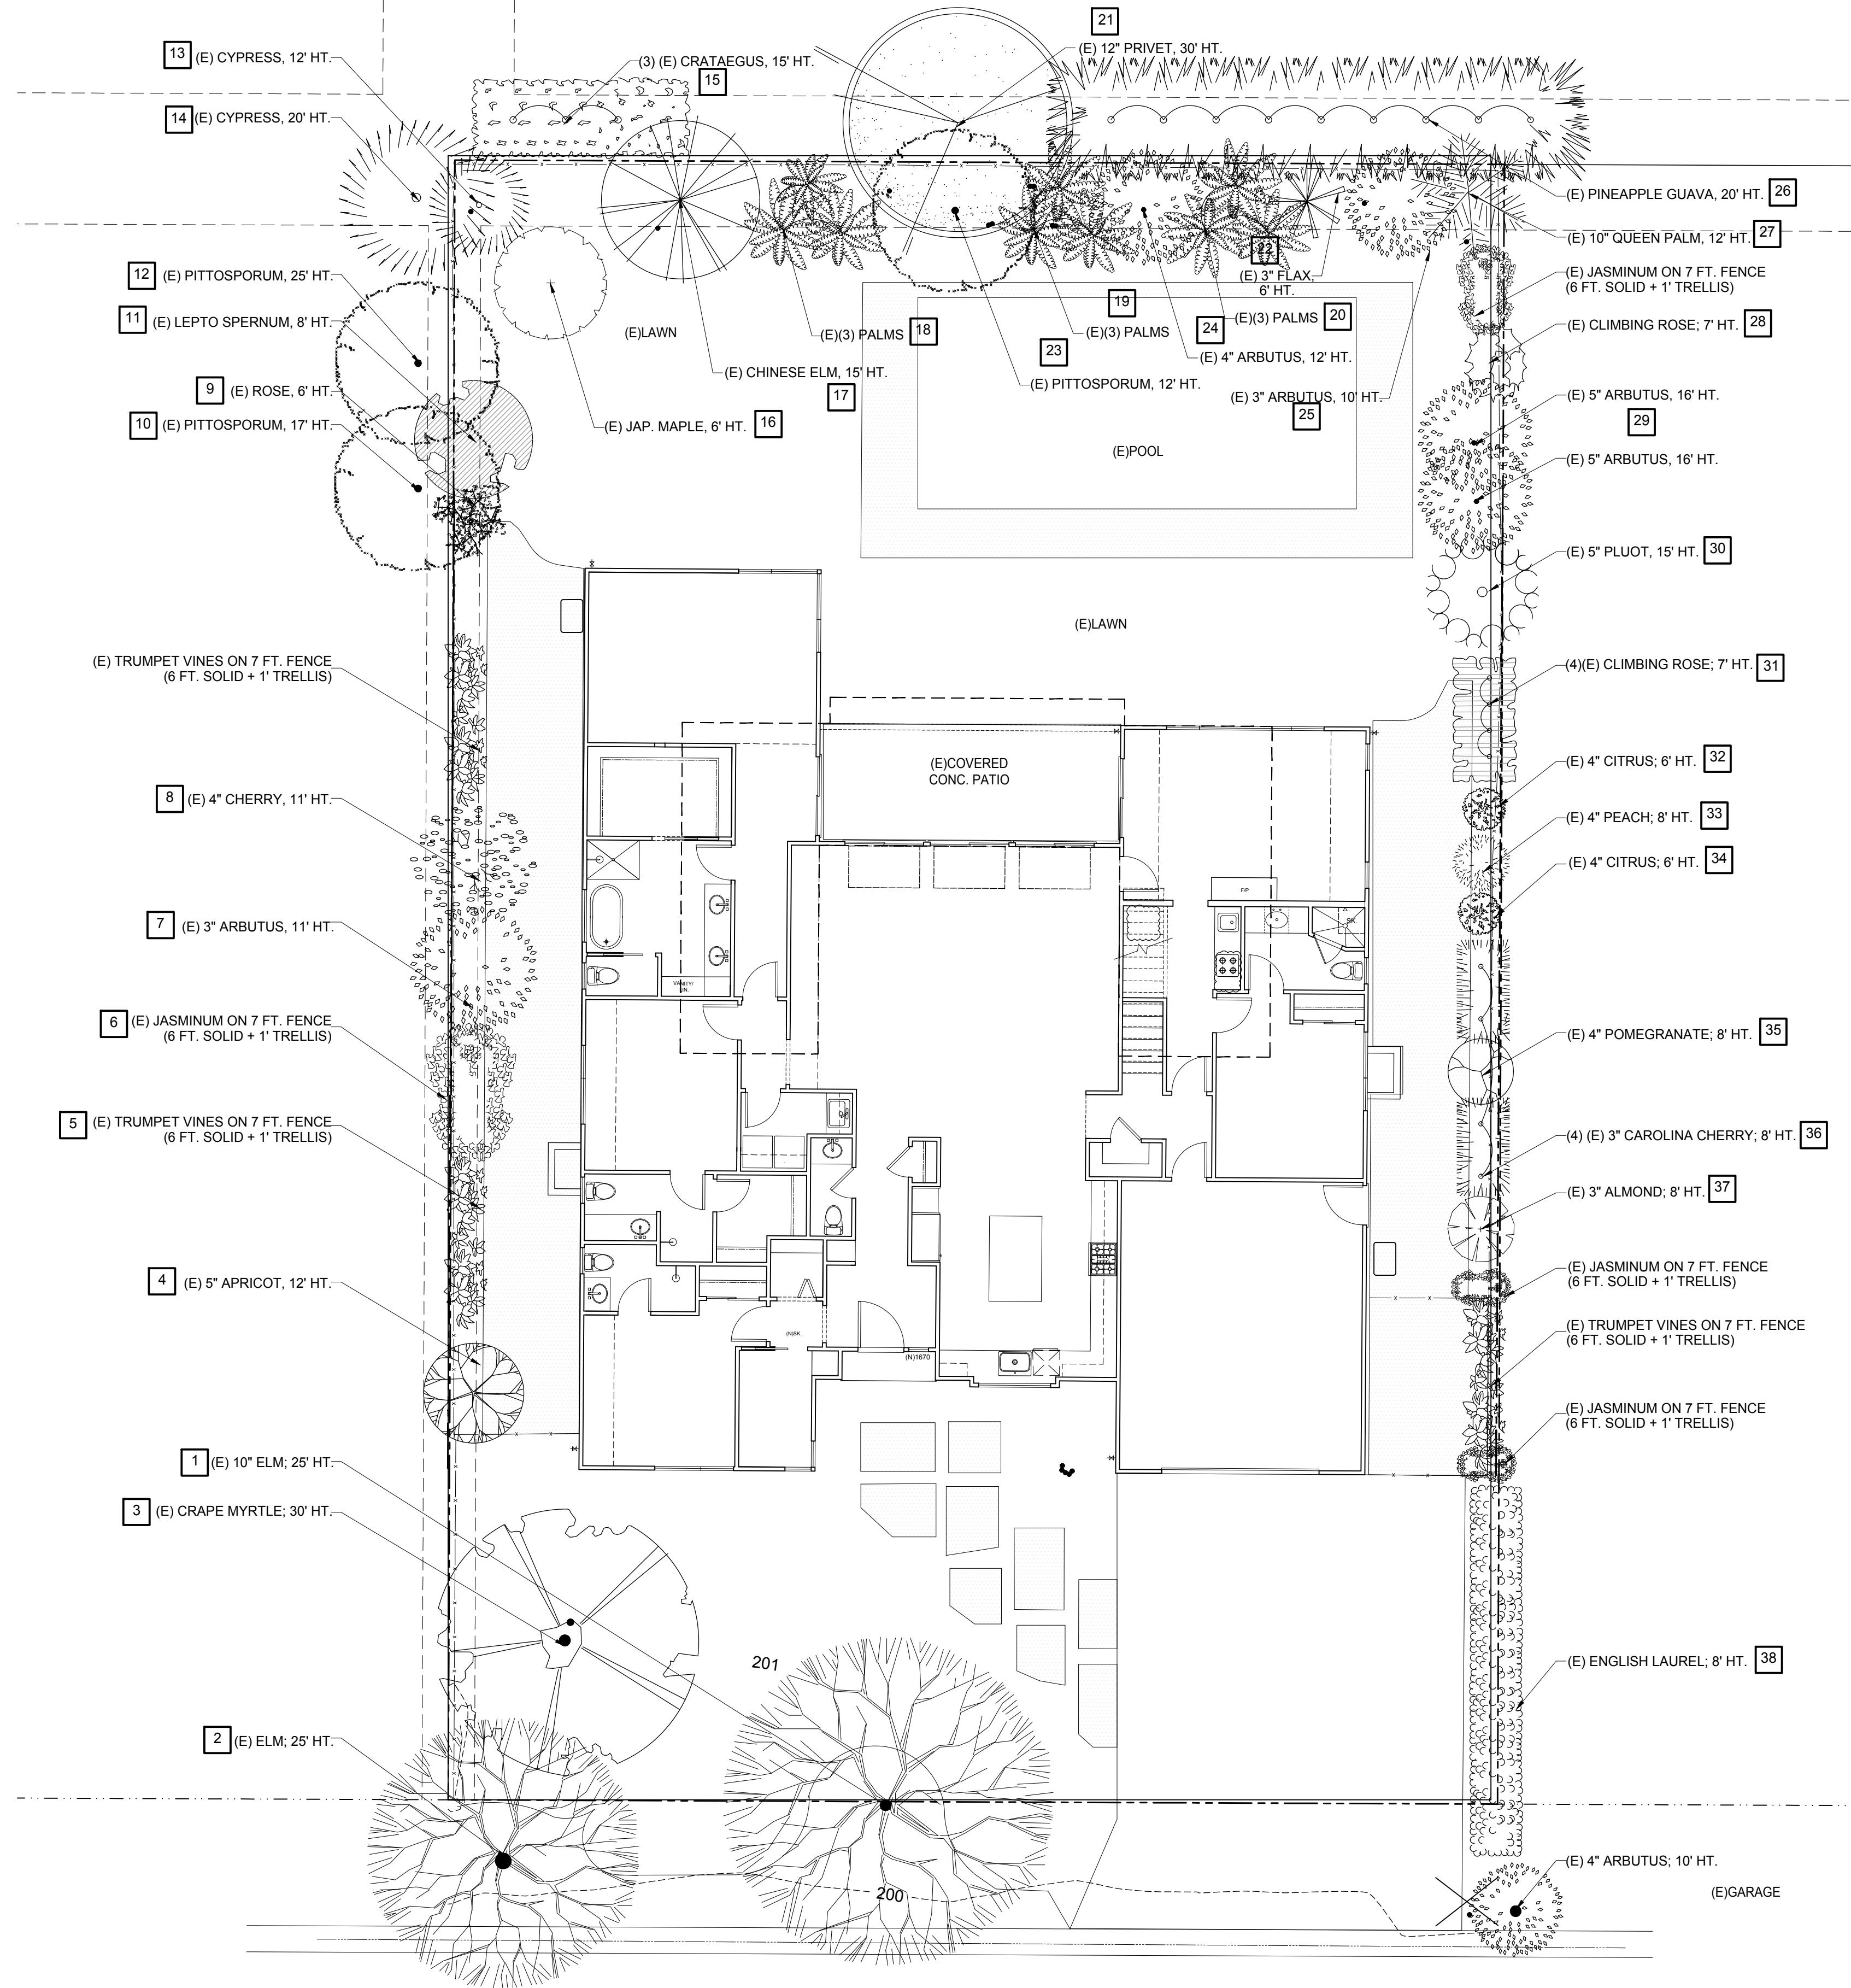 21
(E) 12" PRIVET, 30' HT.
13 (E) CYPRESS, 12' HT.
(3) (E) CRATAEGUS, 15' HT.
15
14 (E) CYPRESS, 20' HT.
(E) PINEAPPLE GUAVA, 20' HT. 26
(E) 10" QUEEN PALM, 12' HT. 27
22
(E) 3" FLAX,
6' HT.
12 (E) PITTOSPORUM, 25' HT.
(E) JASMINUM ON 7 FT. FENCE
(6 FT. SOLID + 1' TRELLIS)
11 (E) LEPTO SPERNUM, 8' HT.
(E)LAWN
(E)(3) PALMS 18
19
(E)(3) PALMS
24
(E)(3) PALMS 20
(E) CLIMBING ROSE; 7' HT. 28
23
(E) 4" ARBUTUS, 12' HT.
(E) CHINESE ELM, 15' HT.
17
(E) PITTOSPORUM, 12' HT.
9 (E) ROSE, 6' HT.
(E) 3" ARBUTUS, 10' HT.
25
(E) 5" ARBUTUS, 16' HT.
29
10 (E) PITTOSPORUM, 17' HT.
(E) JAP. MAPLE, 6' HT. 16
(E)POOL
(E) 5" ARBUTUS, 16' HT.
(E) 5" PLUOT, 15' HT. 30
(E)LAWN
(E) TRUMPET VINES ON 7 FT. FENCE
(6 FT. SOLID + 1' TRELLIS)
(4)(E) CLIMBING ROSE; 7' HT. 31
(E)COVERED
CONC. PATIO
(E) 4" CITRUS; 6' HT. 32
8 (E) 4" CHERRY, 11' HT.
(E) 4" PEACH; 8' HT. 33
(E) 4" CITRUS; 6' HT. 34
F/P
SK.
7 (E) 3" ARBUTUS, 11' HT.
VANITY/
6 (E) JASMINUM ON 7 FT. FENCE
(6 FT. SOLID + 1' TRELLIS)
(E) 4" POMEGRANATE; 8' HT. 35
5 (E) TRUMPET VINES ON 7 FT. FENCE
(6 FT. SOLID + 1' TRELLIS)
(4) (E) 3" CAROLINA CHERRY; 8' HT. 36
(E) 3" ALMOND; 8' HT. 37
4 (E) 5" APRICOT, 12' HT.
(E) JASMINUM ON 7 FT. FENCE
(6 FT. SOLID + 1' TRELLIS)
(N)SK.
(N)1670
(E) TRUMPET VINES ON 7 FT. FENCE
(6 FT. SOLID + 1' TRELLIS)
(E) JASMINUM ON 7 FT. FENCE
(6 FT. SOLID + 1' TRELLIS)
1 (E) 10" ELM; 25' HT.
3 (E) CRAPE MYRTLE; 30' HT.
201
(E) ENGLISH LAUREL; 8' HT. 38
2 (E) ELM; 25' HT.
(E) 4" ARBUTUS; 10' HT.
200
(E)GARAGE